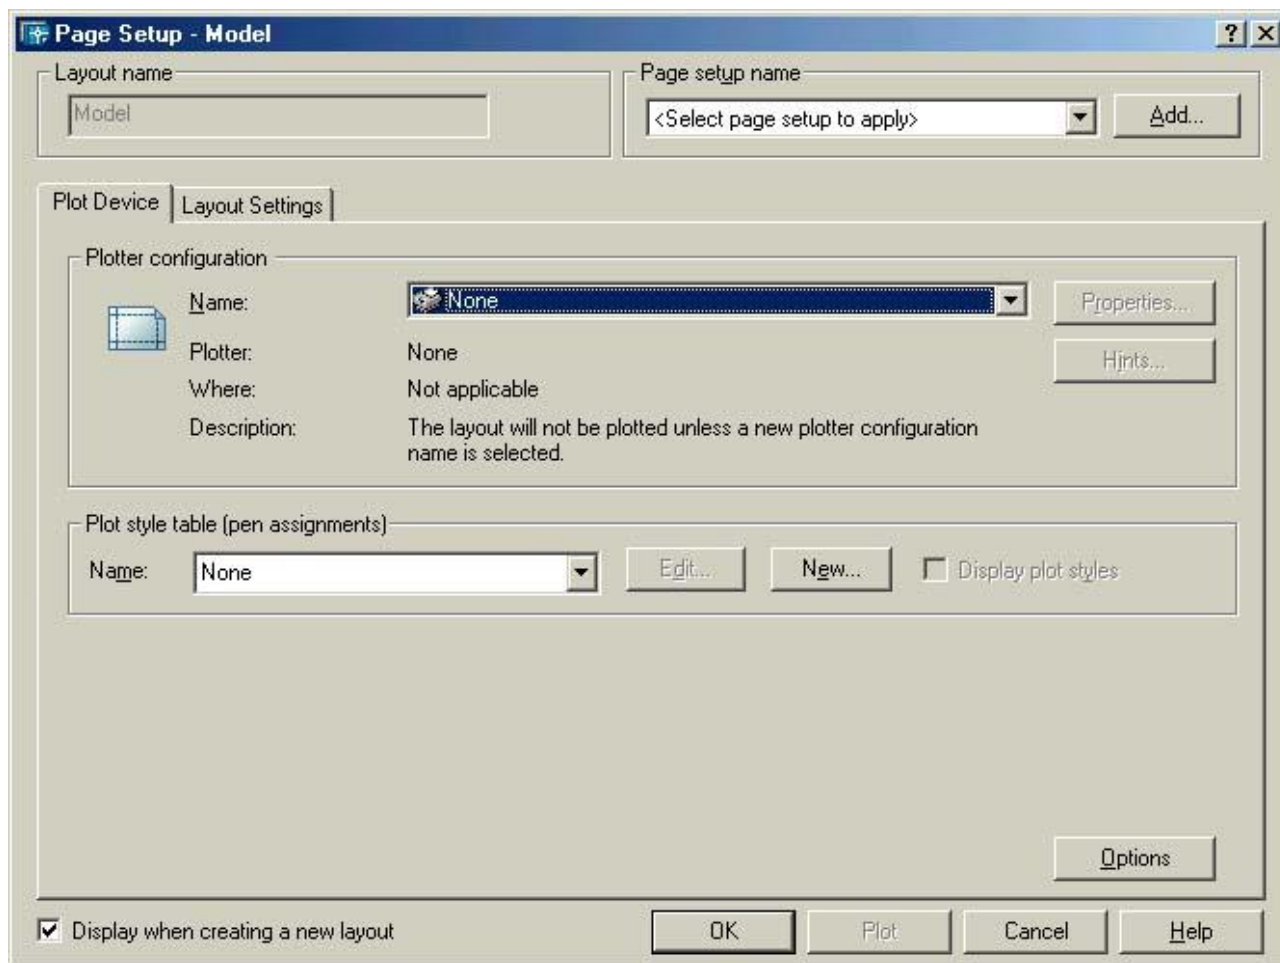 Page Setup - Model
Layout name
Page setup name
Model
<Select page setup to apply>
Add...
Plot Device
Layout Settings
Plotter configuration
Name:
None
Properties...
Plotter:
None
Hints...
Where:
Not applicable
Description:
The layout will not be plotted unless a new plotter configuration
name is selected.
Plot style table (pen assignments)
Name:
None
Edit...
New...
Display plot styles
Options
Display when creating a new layout
OK
Plot
Cancel
Help